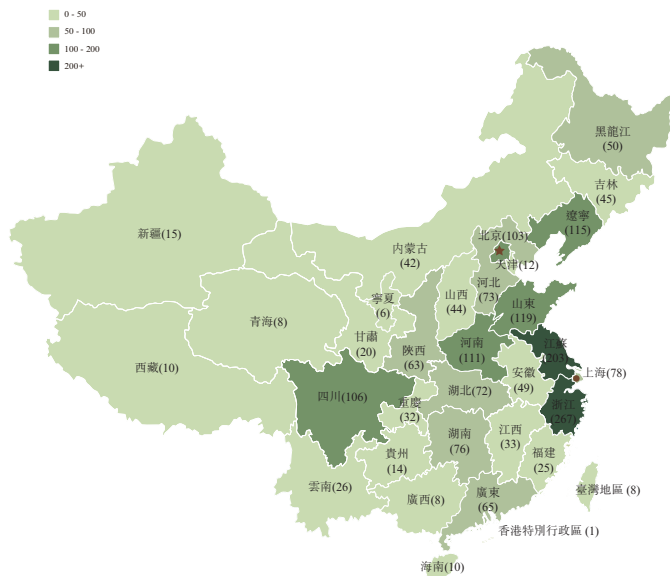 0 - 50
50 - 100
100 - 200
200+
黑龍江
(50)
吉林
(45)
遼寧
(115)
北京(103)
天津(12)
新疆(15)
内蒙古
(42)
河北
(73)
山西
(44)
寧夏
(6)
山東
(119)
青海(8)
甘肅
(20)
陝西
(63)
河南
(111)
江蘇
(203)
西藏(10)
安徽
(49)
上海(78)
四川(106)
重慶
(32)
湖北(72)
浙江
(267)
湖南
(76)
江西
(33)
福建
(25)
貴州
(14)
雲南(26)
廣西(8)
廣東
(65)
臺灣地區 (8)
香港特別行政區 (1)
海南(10)